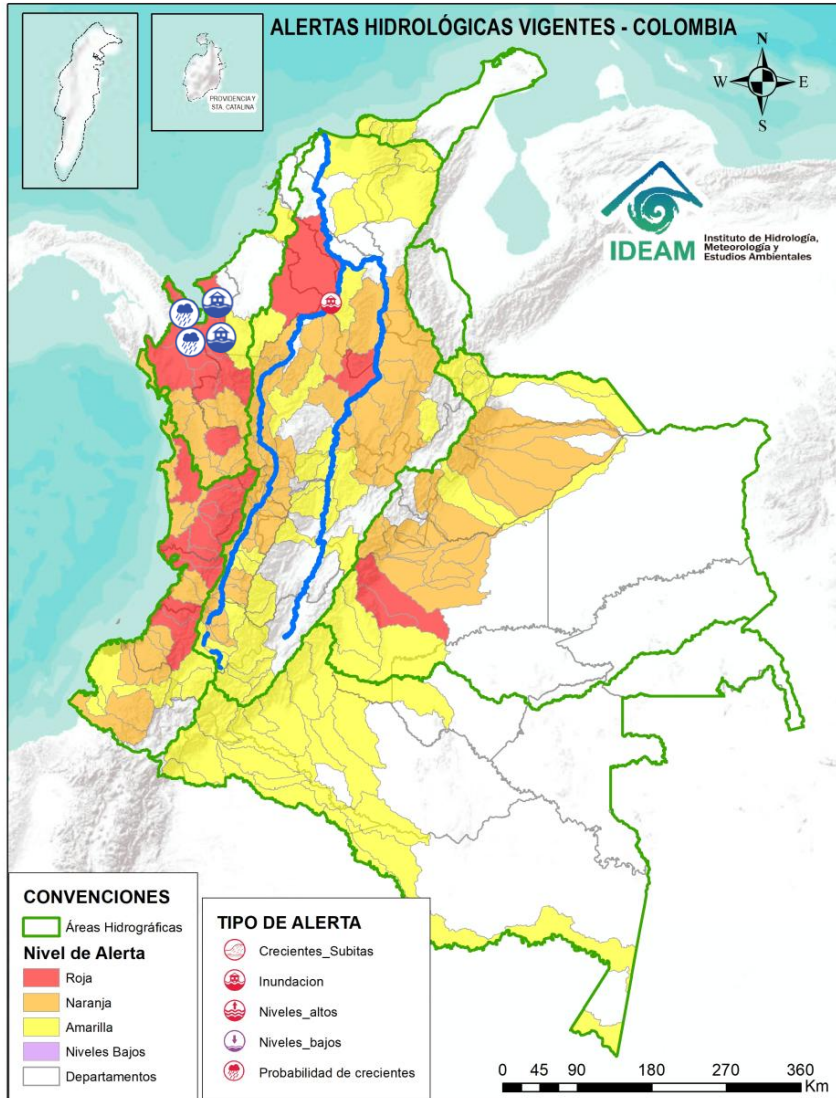 ALERTAS HIDROLÓGICAS VIGENTES - COLOMBIA
PROVIDENCIA Y
STA. CATALINA
N
W
E
S
IDEAM
Instituto de Hidrología,
Meteorología y
Estudios Ambientales
CONVENCIONES
Áreas Hidrográficas
Nivel de Alerta
Roja
Naranja
Amarilla
Niveles Bajos
Departamentos
TIPO DE ALERTA
Crecientes_Subitas
Inundacion
Niveles_altos
Niveles_bajos
Probabilidad de crecientes
0 45 90 180 270 360
Km